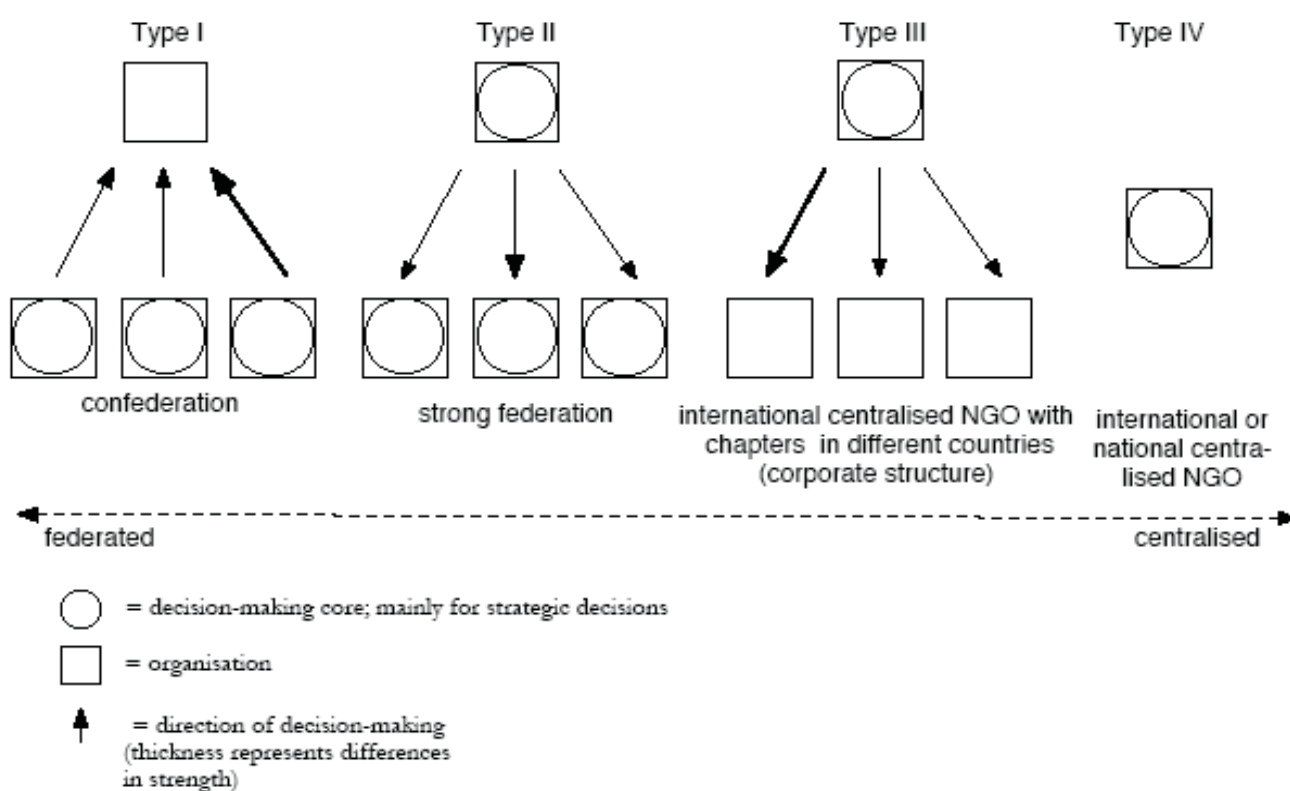 Type I
Type II
Type III
Type IV
confederation
strong federation
international centralised NGO with
chapters in different countries
(corporate structure)
international or
national centra-
lised NGO
federated
centralised
= decision-making core; mainly for strategic decisions
= organisation
= direction of decision-making
(thickness represents differences
in strength)